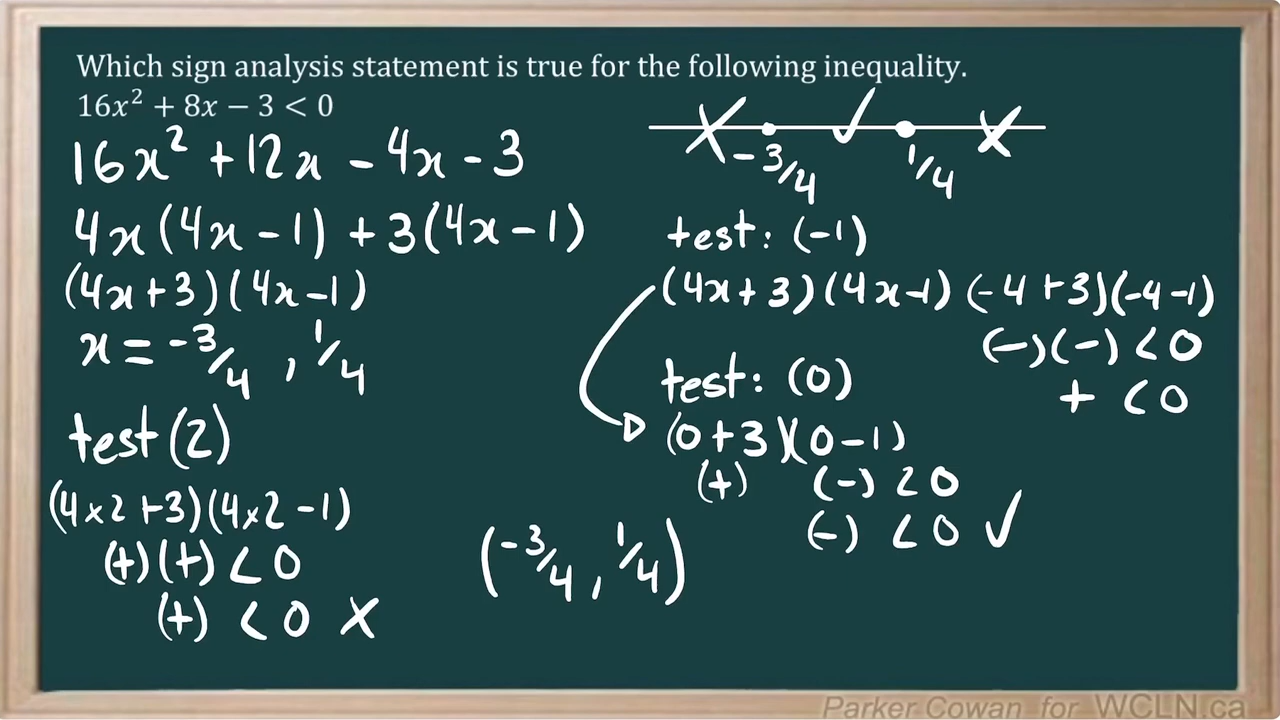 Which sign analysis statement is true for the following inequality.
16x² + 8x − 3 < 0
16x² + 12x − 4x − 3
4x(4x − 1) + 3(4x − 1)
(4x+3)(4x−1)
x = −3/4 , 1/4
test(2)
(4×2+3)(4×2−1)
(+)(+) < 0
(+) < 0 X
(−3/4 , 1/4)
X ✓ X
−3/4 1/4
test: (−1)
(4x+3)(4x−1) (−4+3)(−4−1)
(−)(−) < 0
+ < 0
test: (0)
(0+3)(0−1)
(+) (−) < 0
(−) < 0 ✓
Parker Cowan for WCLN.ca